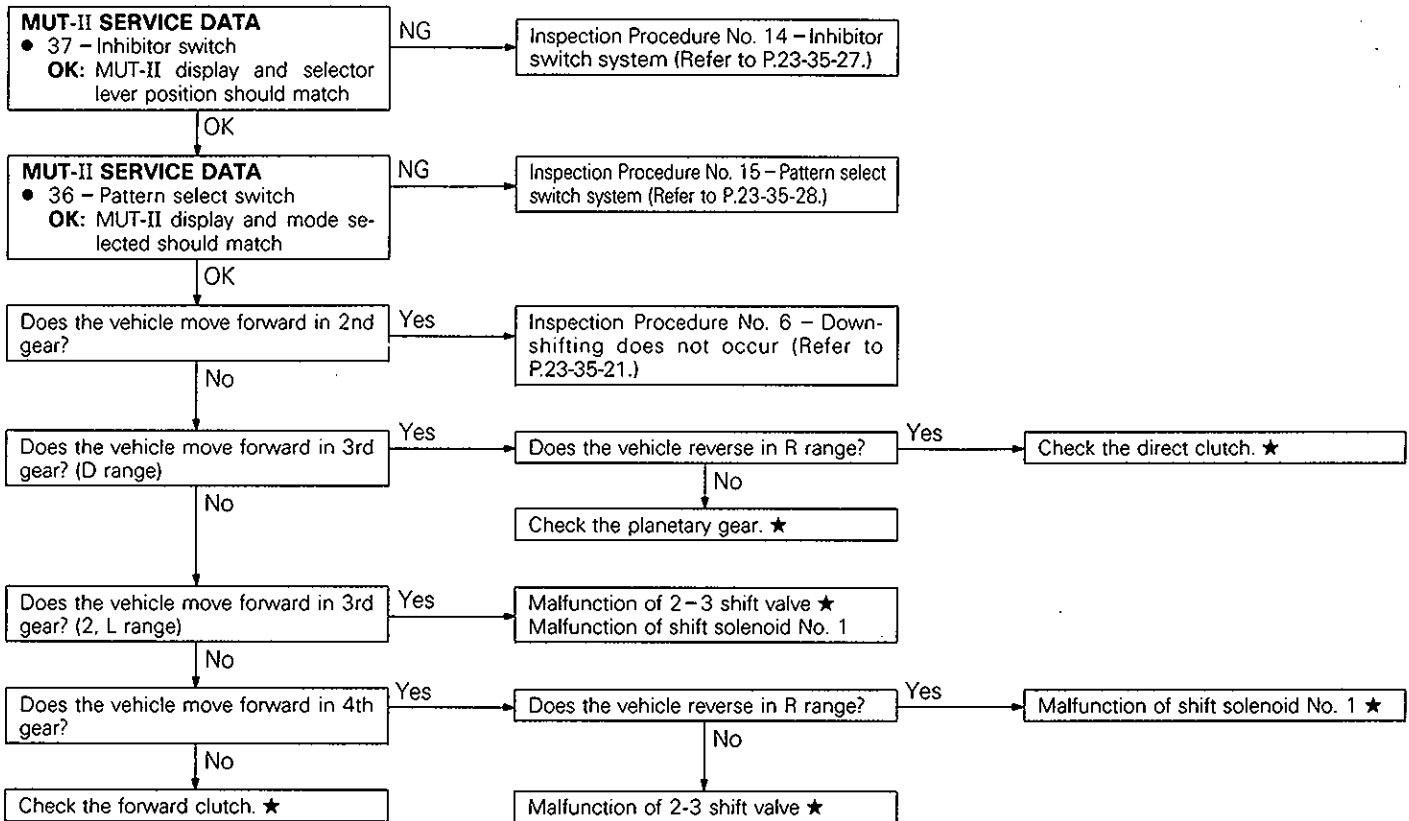 MUT-II SERVICE DATA
● 37 – Inhibitor switch
OK: MUT-II display and selector
lever position should match
NG
Inspection Procedure No. 14 – Inhibitor
switch system (Refer to P.23-35-27.)
OK
MUT-II SERVICE DATA
● 36 – Pattern select switch
OK: MUT-II display and mode se-
lected should match
NG
Inspection Procedure No. 15 – Pattern select
switch system (Refer to P.23-35-28.)
OK
Does the vehicle move forward in 2nd
gear?
Yes
Inspection Procedure No. 6 – Down-
shifting does not occur (Refer to
P.23-35-21.)
No
Does the vehicle move forward in 3rd
gear? (D range)
Yes
Does the vehicle reverse in R range?
Yes
Check the direct clutch. ★
No
Check the planetary gear. ★
No
Does the vehicle move forward in 3rd
gear? (2, L range)
Yes
Malfunction of 2–3 shift valve ★
Malfunction of shift solenoid No. 1
No
Does the vehicle move forward in 4th
gear?
Yes
Does the vehicle reverse in R range?
Yes
Malfunction of shift solenoid No. 1 ★
No
Check the forward clutch. ★
No
Malfunction of 2-3 shift valve ★